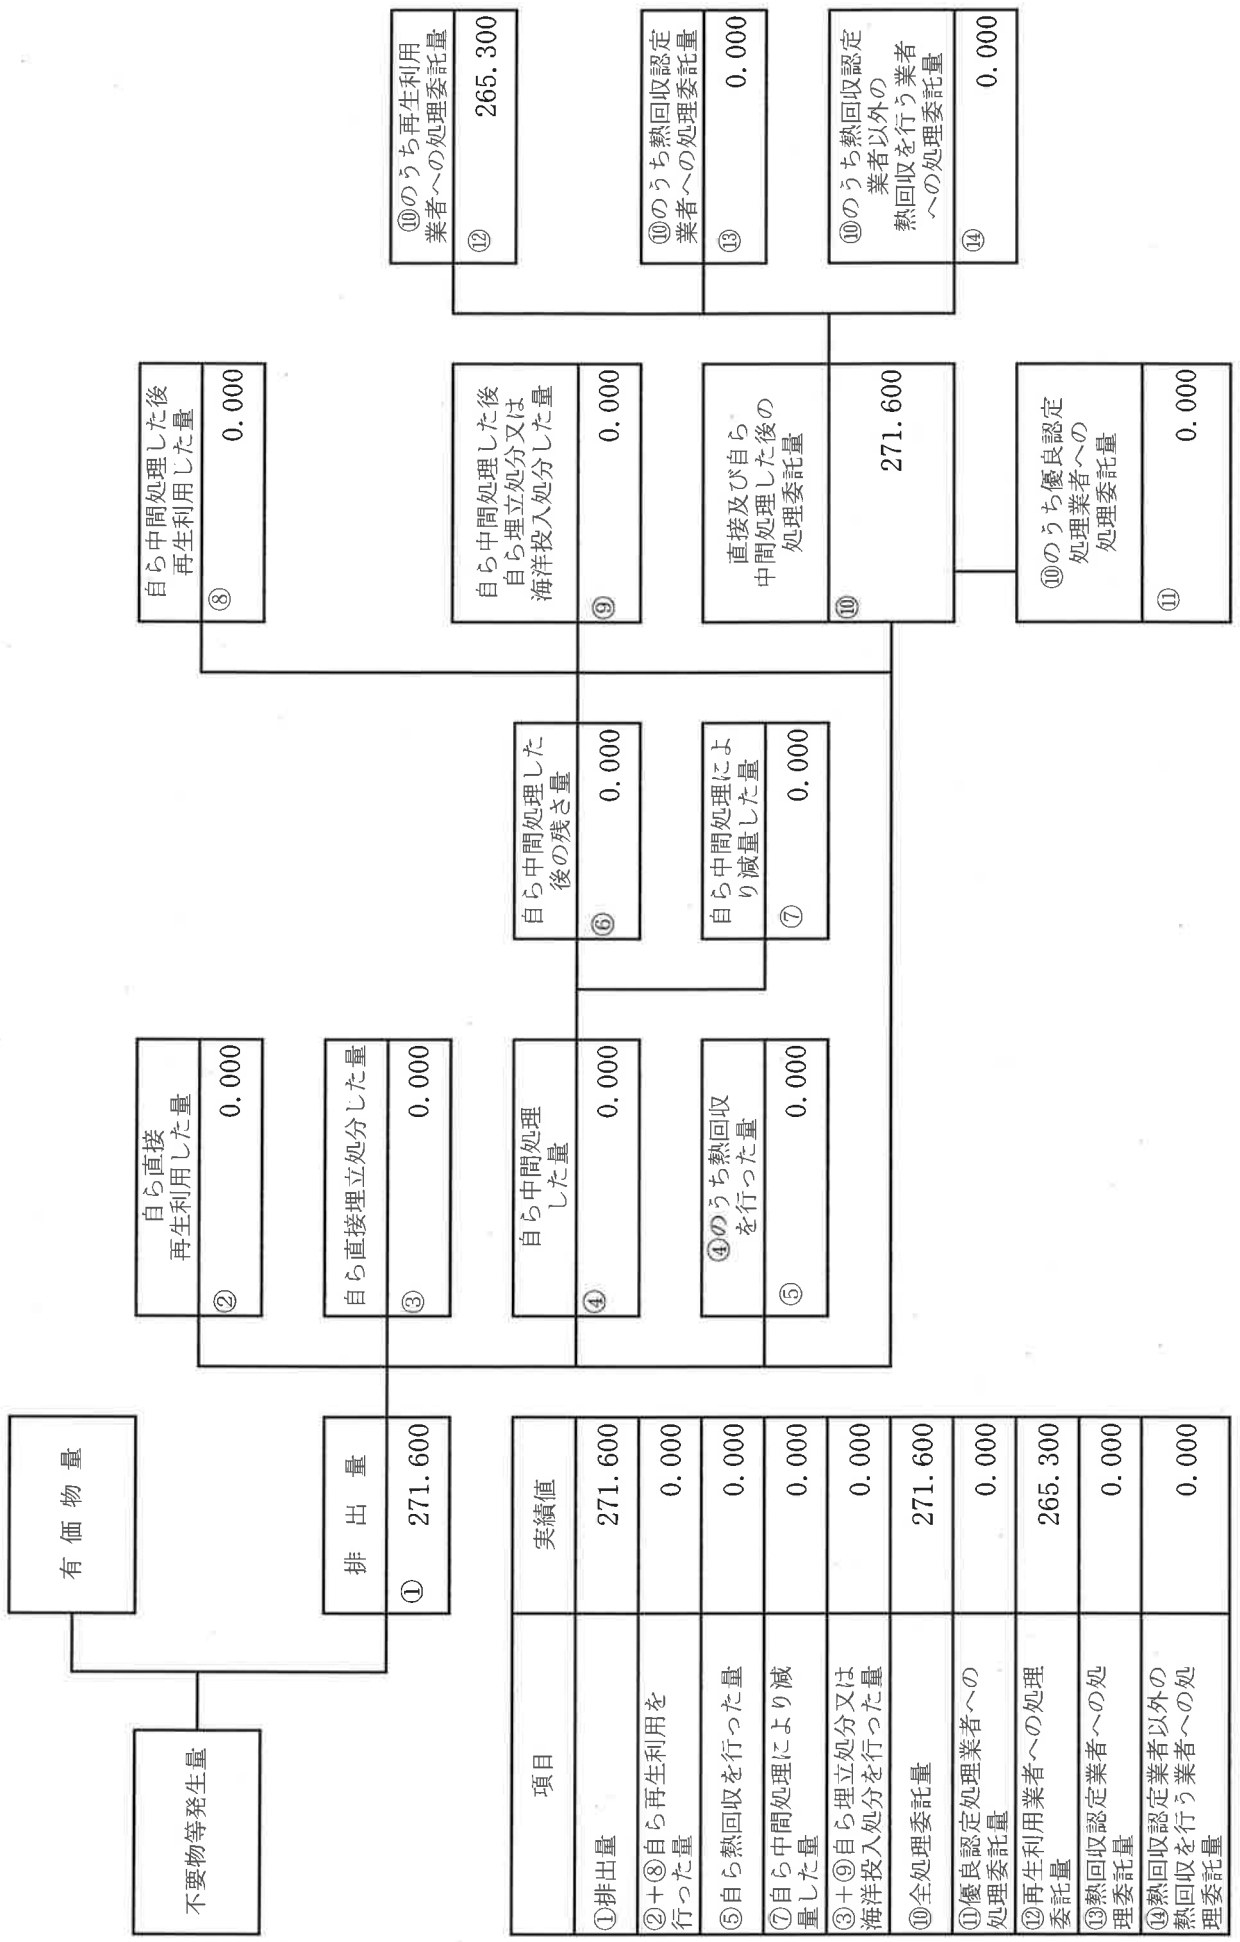 有価物量
不要物等発生量
排出量
①
271.600
自ら直接
再生利用した量
②
0.000
自ら直接埋立処分した量
③
0.000
自ら中間処理
した量
④
0.000
④のうち熱回収
を行った量
⑤
0.000
自ら中間処理した
後の残さ量
⑥
0.000
自ら中間処理によ
り減量した量
⑦
0.000
自ら中間処理した後
再生利用した量
⑧
0.000
自ら中間処理した後
自ら埋立処分又は
海洋投入処分した量
⑨
0.000
直接及び自ら
中間処理した後の
処理委託量
⑩
271.600
⑩のうち優良認定
処理業者への
処理委託量
⑪
0.000
⑩のうち再生利用
業者への処理委託量
⑫
265.300
⑩のうち熱回収認定
業者への処理委託量
⑬
0.000
⑩のうち熱回収認定
業者以外の
熱回収を行う業者
への処理委託量
⑭
0.000
項目 実績値
①排出量 271.600
②+⑧自ら再生利用を
行った量 0.000
⑤自ら熱回収を行った量 0.000
⑦自ら中間処理により減
量した量 0.000
③+⑨自ら埋立処分又は
海洋投入処分を行った量 0.000
⑩全処理委託量 271.600
⑪優良認定処理業者への
処理委託量 0.000
⑫再生利用業者への処理
委託量 265.300
⑬熱回収認定業者への処
理委託量 0.000
⑭熱回収認定業者以外の
熱回収を行う業者への処
理委託量 0.000